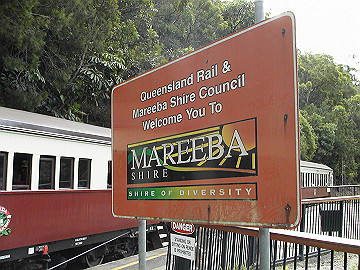 Queensland Rail &
Mareeba Shire Council
Welcome You To
MAREEBA
SHIRE
SHIRE OF DIVERSITY
DANGER